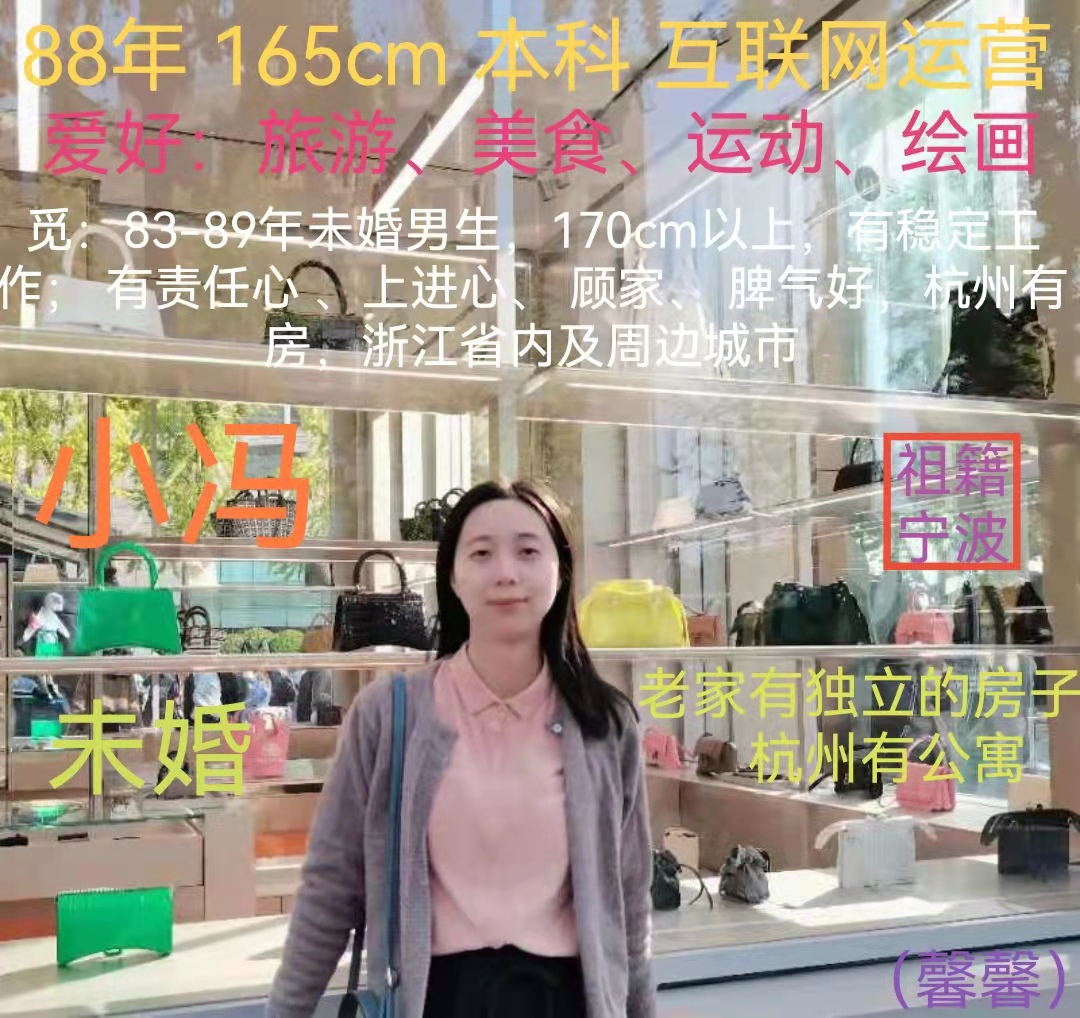 88年 165cm 本科 互联网运营
爱好：旅游、美食、运动、绘画
觅：83-89年未婚男生，170cm以上，有稳定工
作； 有责任心 、上进心、 顾家、 脾气好，杭州有
房，浙江省内及周边城市
小冯
祖籍
宁波
未婚
老家有独立的房子
杭州有公寓
（馨馨）